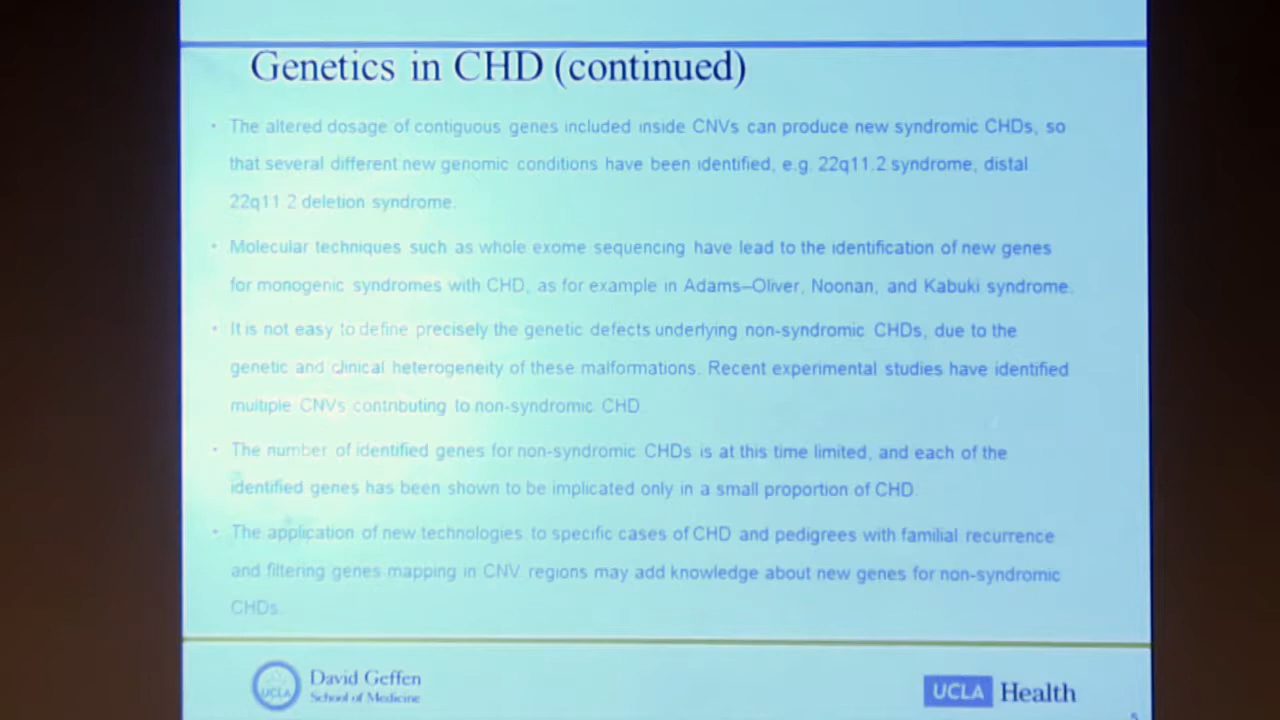 Genetics in CHD (continued)
• The altered dosage of contiguous genes included inside CNVs can produce new syndromic CHDs, so
that several different new genomic conditions have been identified, e.g. 22q11.2 syndrome, distal
22q11.2 deletion syndrome.
• Molecular techniques such as whole exome sequencing have lead to the identification of new genes
for monogenic syndromes with CHD, as for example in Adams–Oliver, Noonan, and Kabuki syndrome.
• It is not easy to define precisely the genetic defects underlying non-syndromic CHDs, due to the
genetic and clinical heterogeneity of these malformations. Recent experimental studies have identified
multiple CNVs contributing to non-syndromic CHD.
• The number of identified genes for non-syndromic CHDs is at this time limited, and each of the
identified genes has been shown to be implicated only in a small proportion of CHD.
• The application of new technologies to specific cases of CHD and pedigrees with familial recurrence
and filtering genes mapping in CNV regions may add knowledge about new genes for non-syndromic
CHDs.
UCLA
David Geffen
School of Medicine
UCLA Health